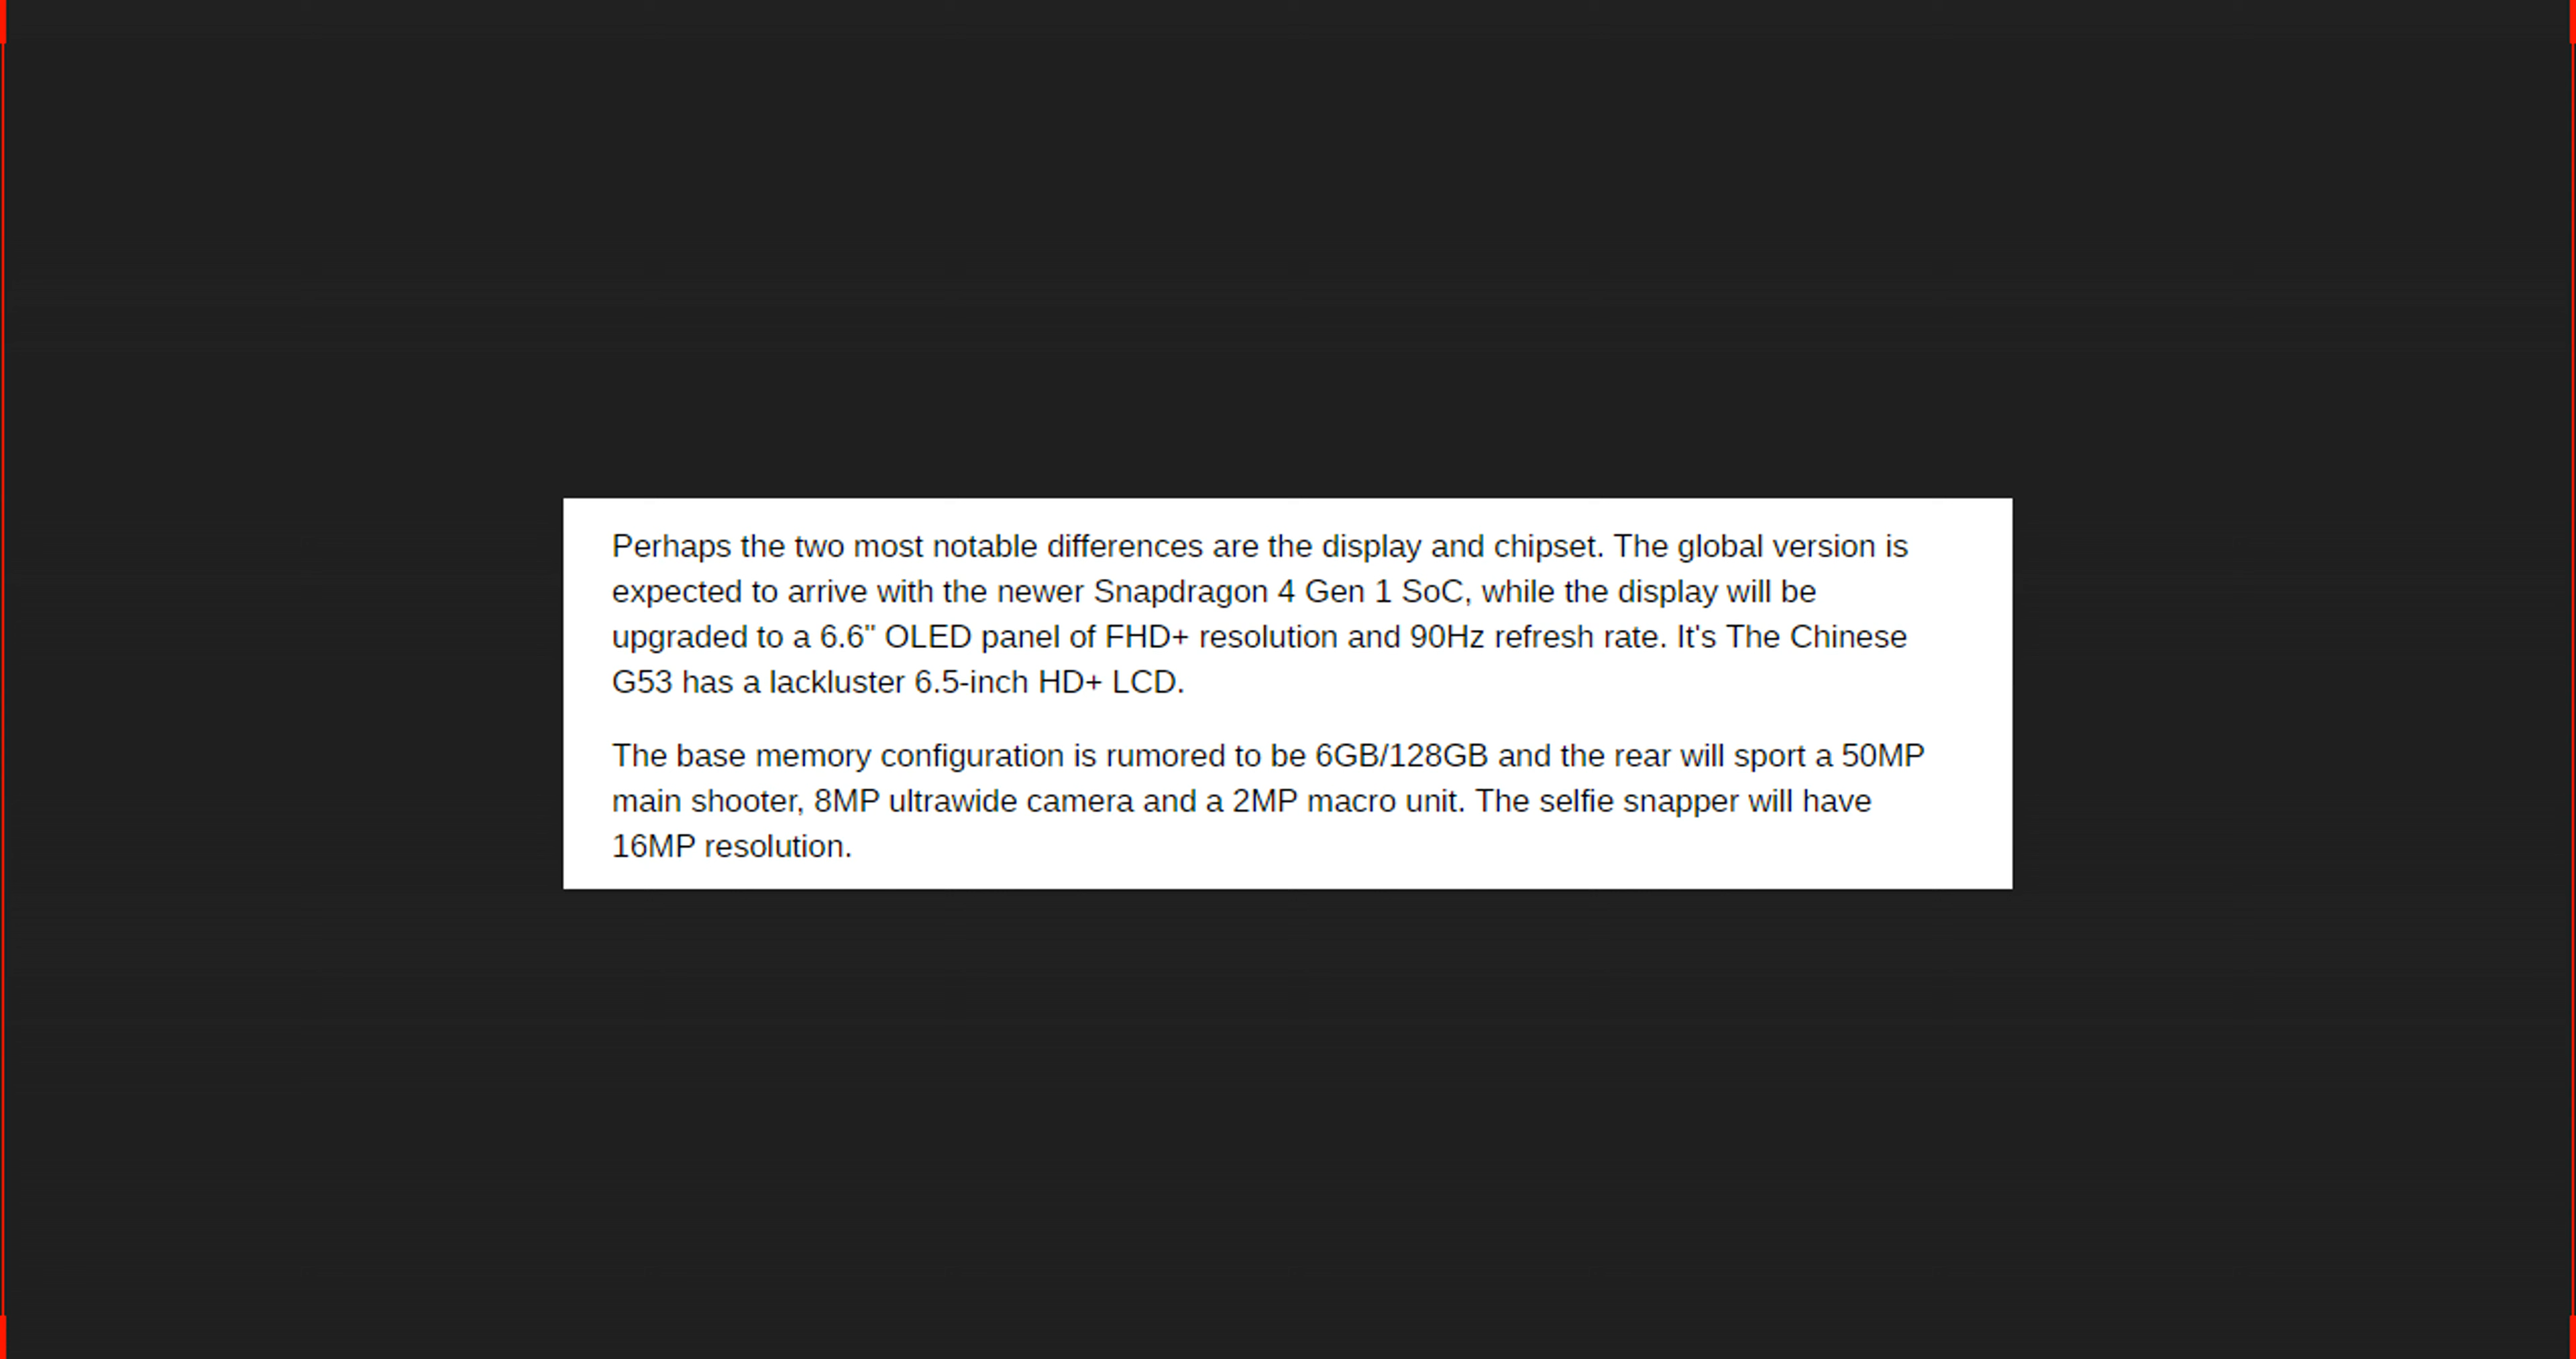 Perhaps the two most notable differences are the display and chipset. The global version is
expected to arrive with the newer Snapdragon 4 Gen 1 SoC, while the display will be
upgraded to a 6.6" OLED panel of FHD+ resolution and 90Hz refresh rate. It's The Chinese
G53 has a lackluster 6.5-inch HD+ LCD.
The base memory configuration is rumored to be 6GB/128GB and the rear will sport a 50MP
main shooter, 8MP ultrawide camera and a 2MP macro unit. The selfie snapper will have
16MP resolution.